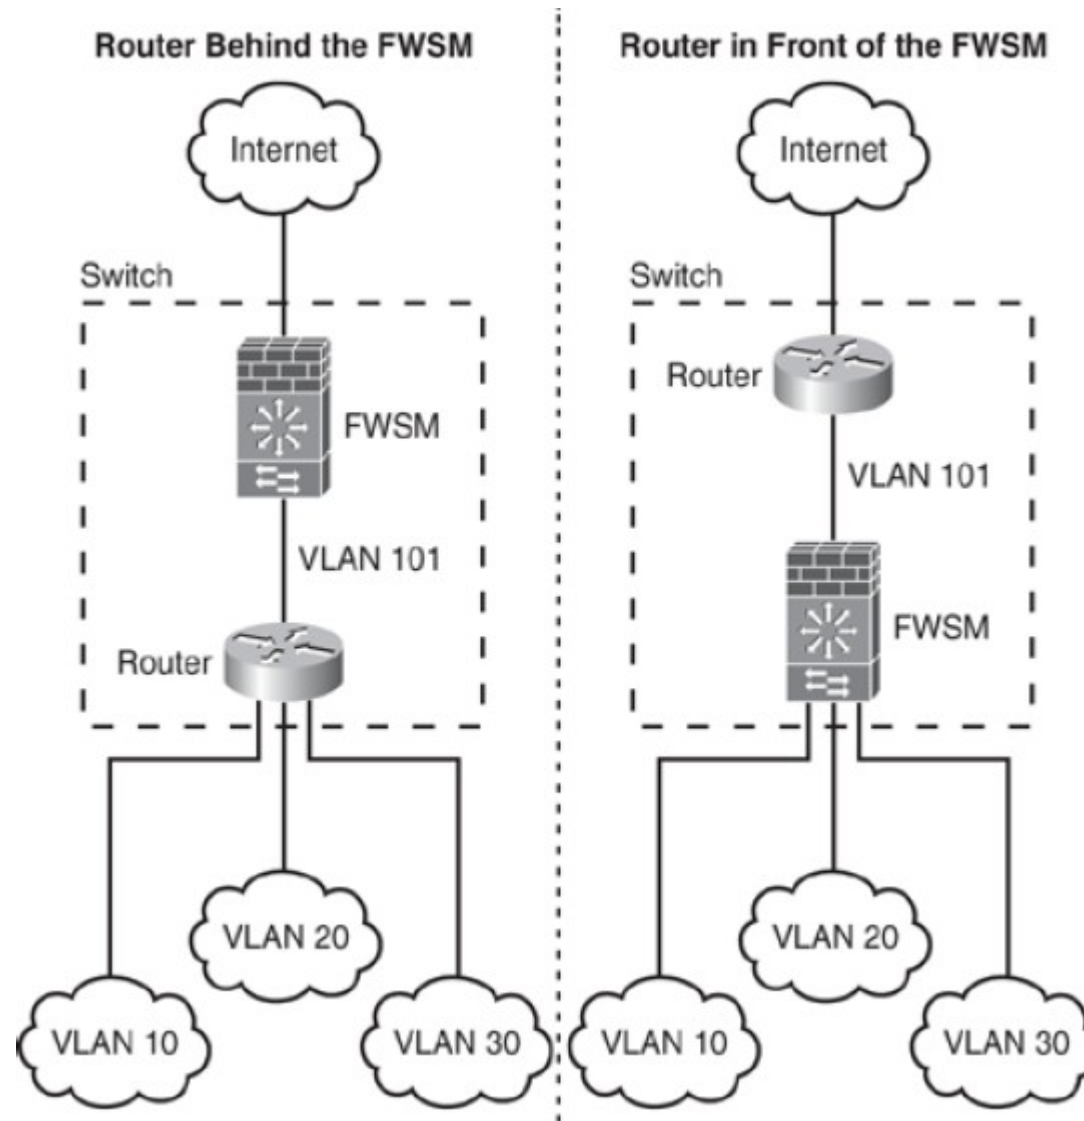 Router Behind the FWSM
Internet
Switch
FWSM
VLAN 101
Router
VLAN 20
VLAN 10
VLAN 30
Router in Front of the FWSM
Internet
Switch
Router
VLAN 101
FWSM
VLAN 20
VLAN 10
VLAN 30